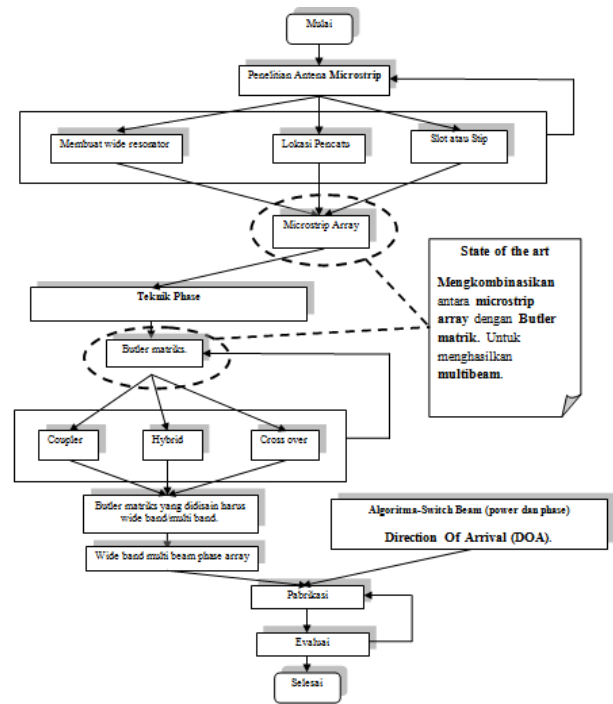 Mulai
Penelitian Antena Microstrip
Membuat wide resonator
Lokasi Pencatu
Slot atau Stip
Microstrip Array
State of the art
Mengkombinasikan
antara microstrip
array dengan Butler
matrik. Untuk
menghasilkan
multibeam.
Teknik Phase
Butler matriks.
Coupler
Hybrid
Cross over
Butler matriks yang didisain harus
wide band/multi band.
Algoritma-Switch Beam (power dan phase)
Direction Of Arrival (DOA).
Wide band multi beam phase array
Pabrikasi
Evaluai
Selesai